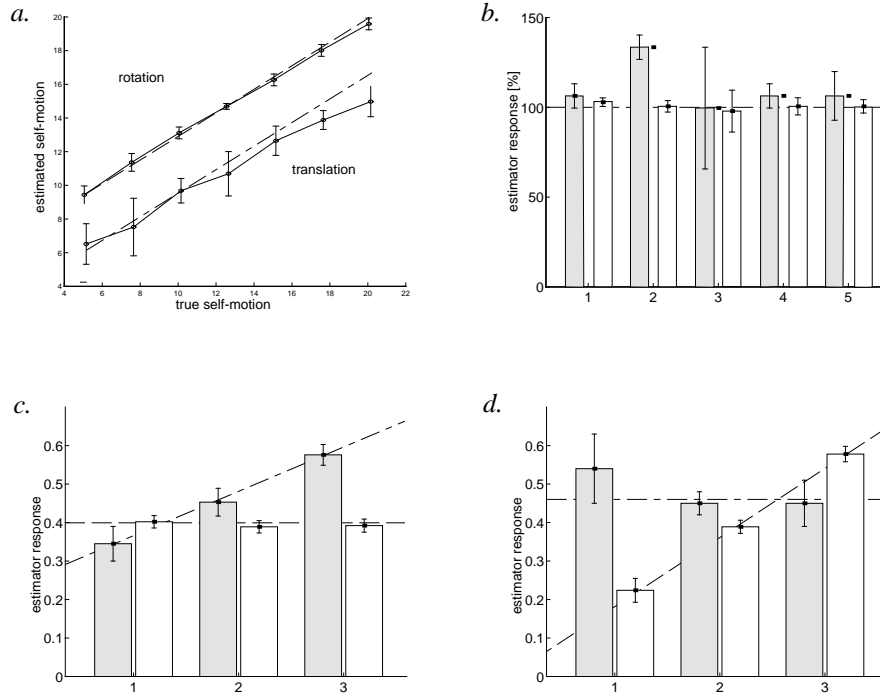 a.
estimated self-motion
20
18
16
14
12
10
8
6
4
rotation
translation
4 6 8 10 12 14 16 18 20 22
true self-motion
b.
estimator response [%]
150
100
50
0
1 2 3 4 5
c.
estimator response
0.6
0.5
0.4
0.3
0.2
0.1
0
1 2 3
d.
estimator response
0.6
0.5
0.4
0.3
0.2
0.1
0
1 2 3